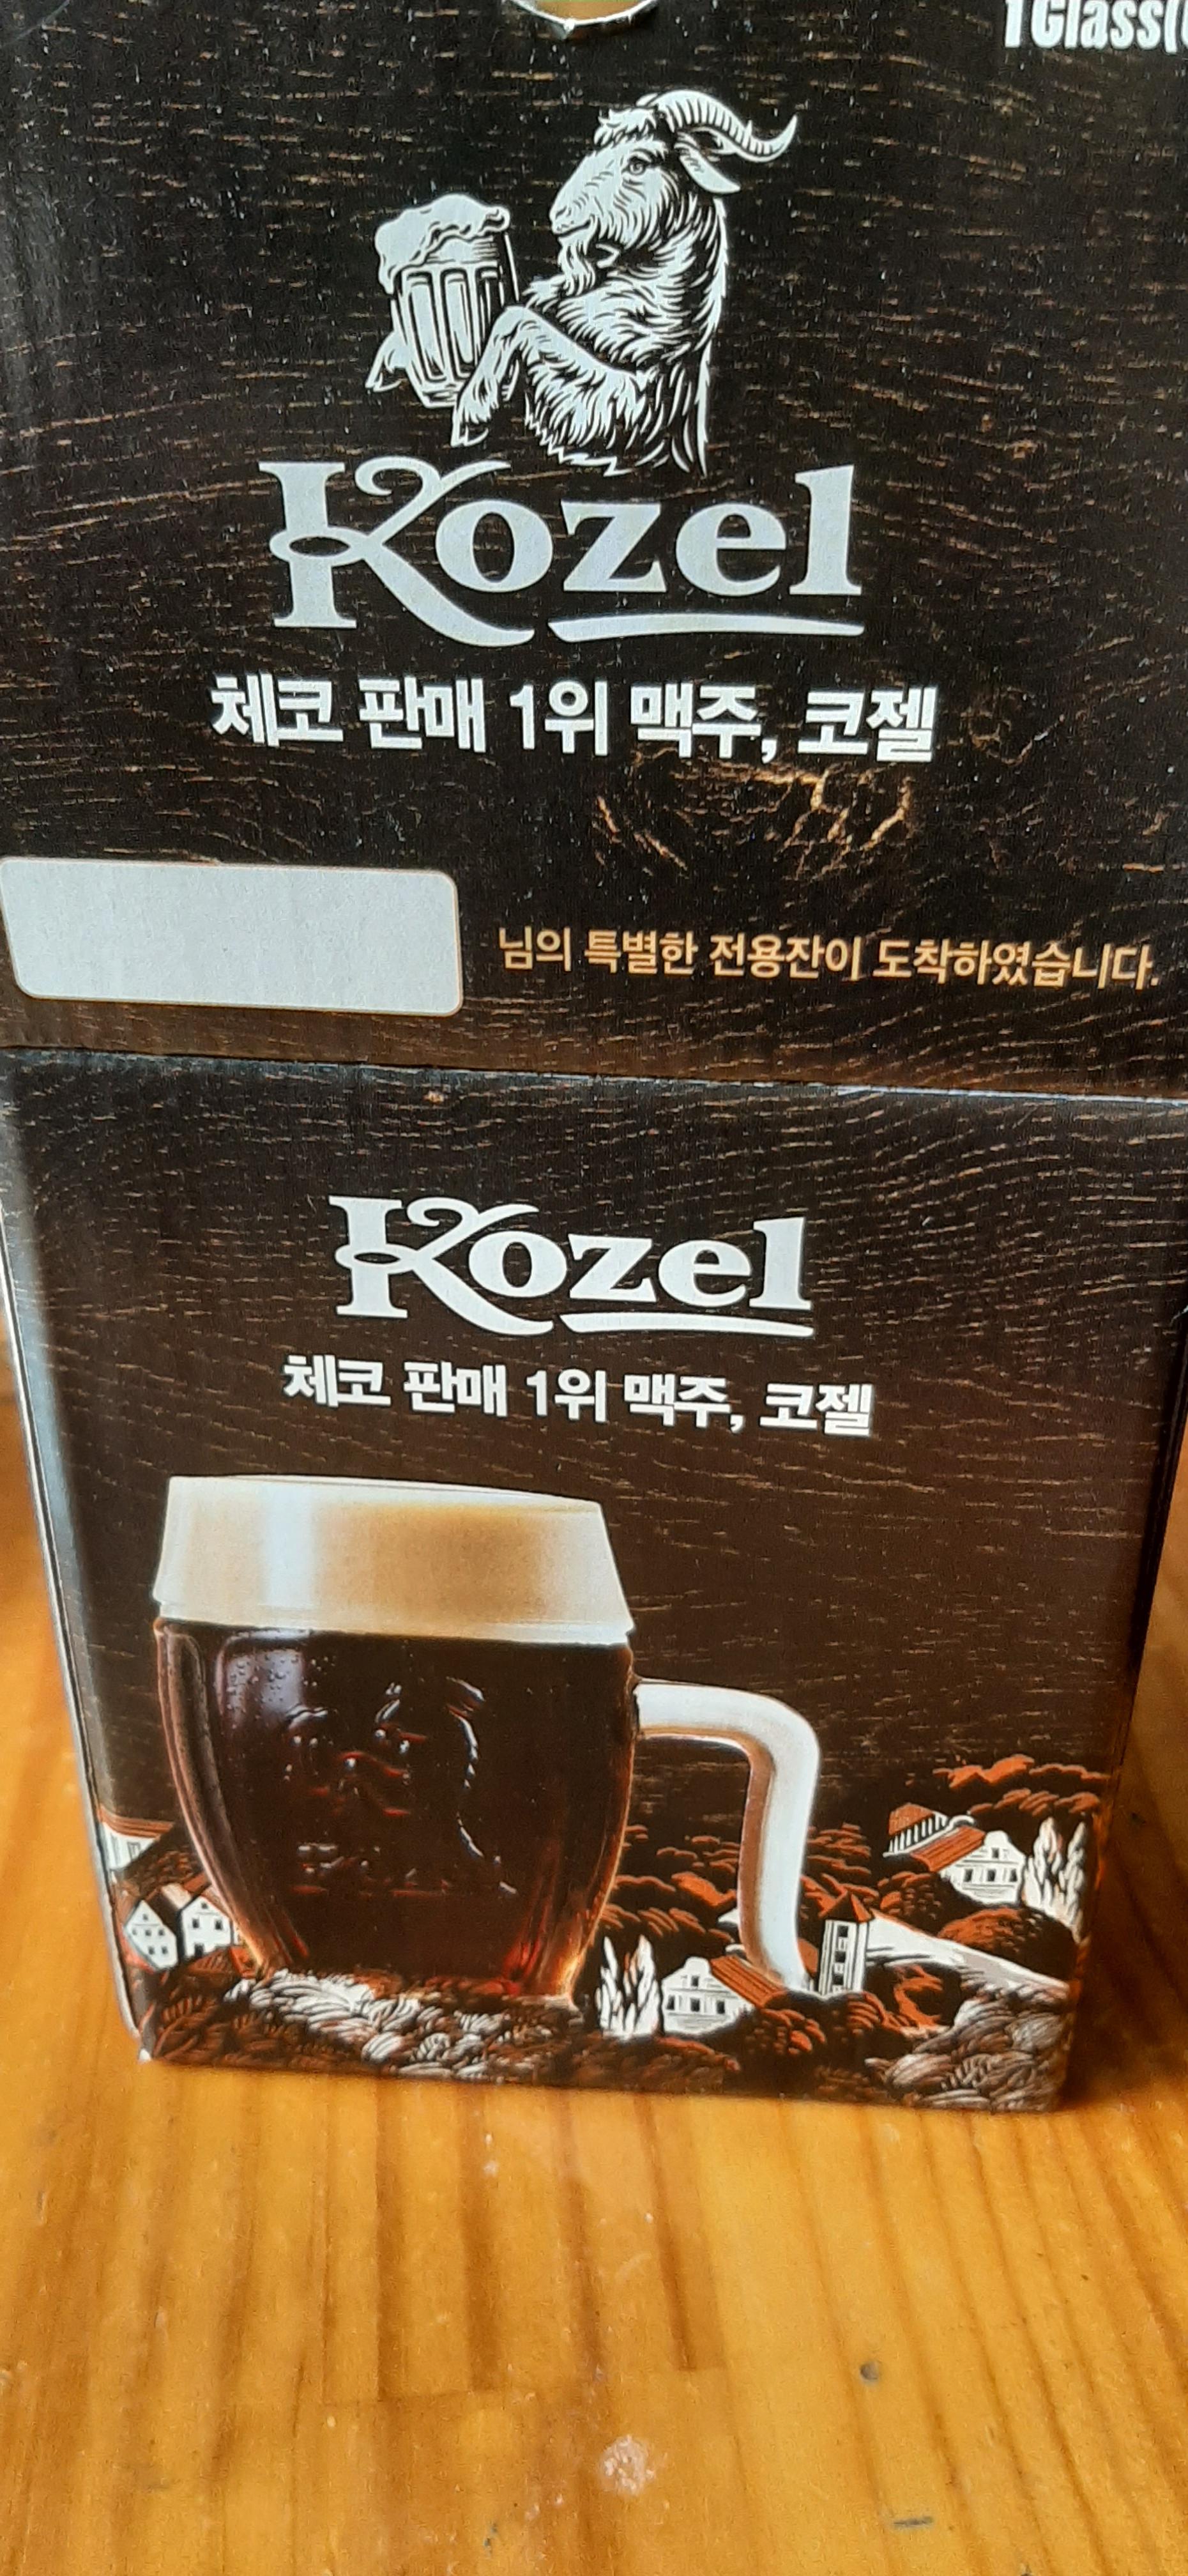 1Glass(
Kozel
체코 판매 1위 맥주, 코젤
님의 특별한 전용잔이 도착하였습니다.
Kozel
체코 판매 1위 맥주, 코젤